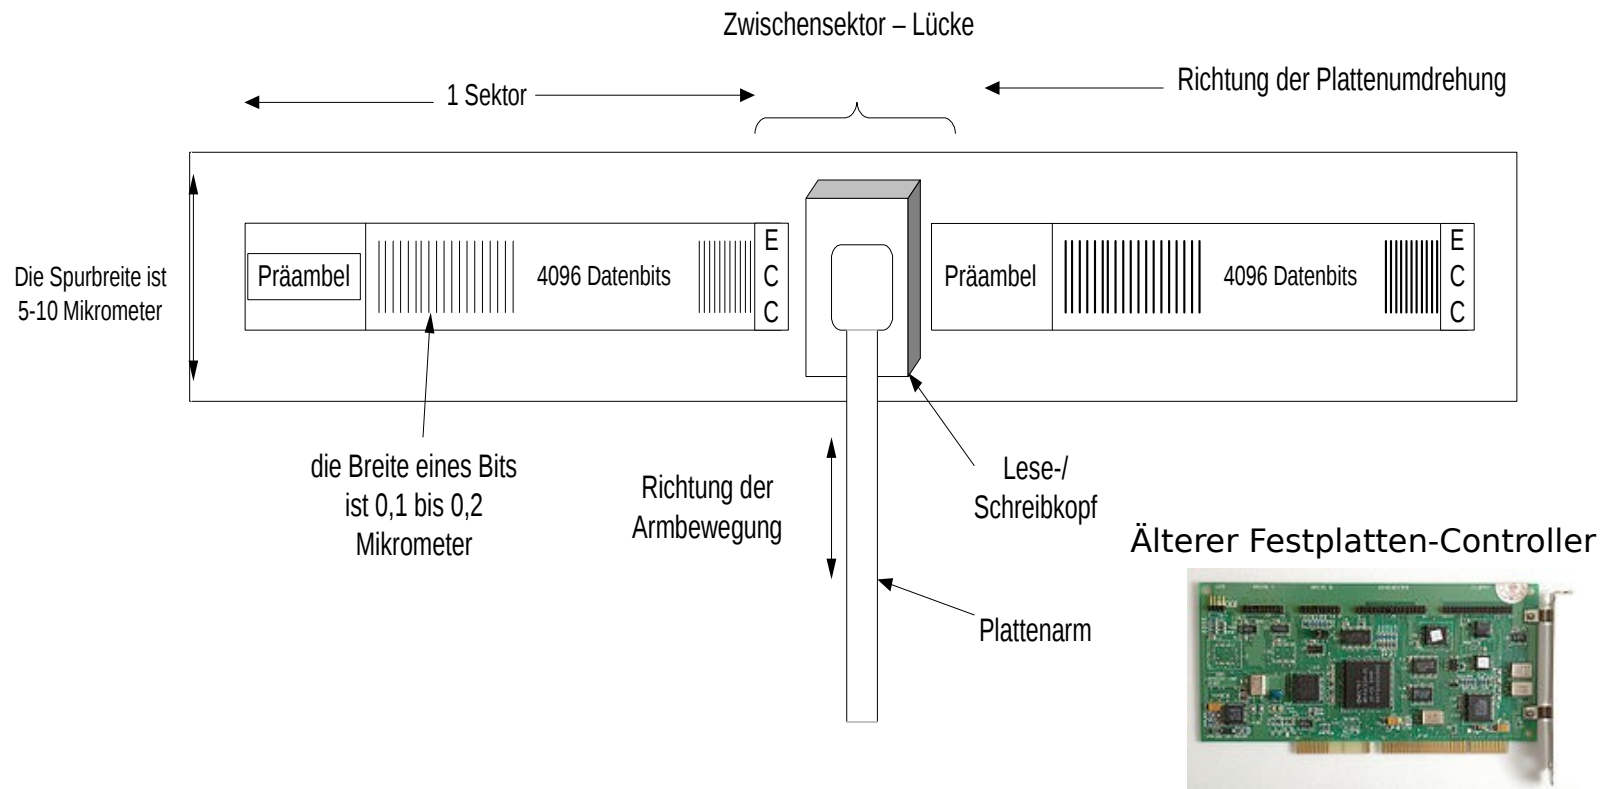 Zwischensektor – Lücke
1 Sektor
Richtung der Plattenumdrehung
Die Spurbreite ist
5-10 Mikrometer
Präambel
4096 Datenbits
E
C
C
Präambel
4096 Datenbits
E
C
C
die Breite eines Bits
ist 0,1 bis 0,2
Mikrometer
Richtung der
Armbewegung
Lese-/
Schreibkopf
Plattenarm
Älterer Festplatten-Controller